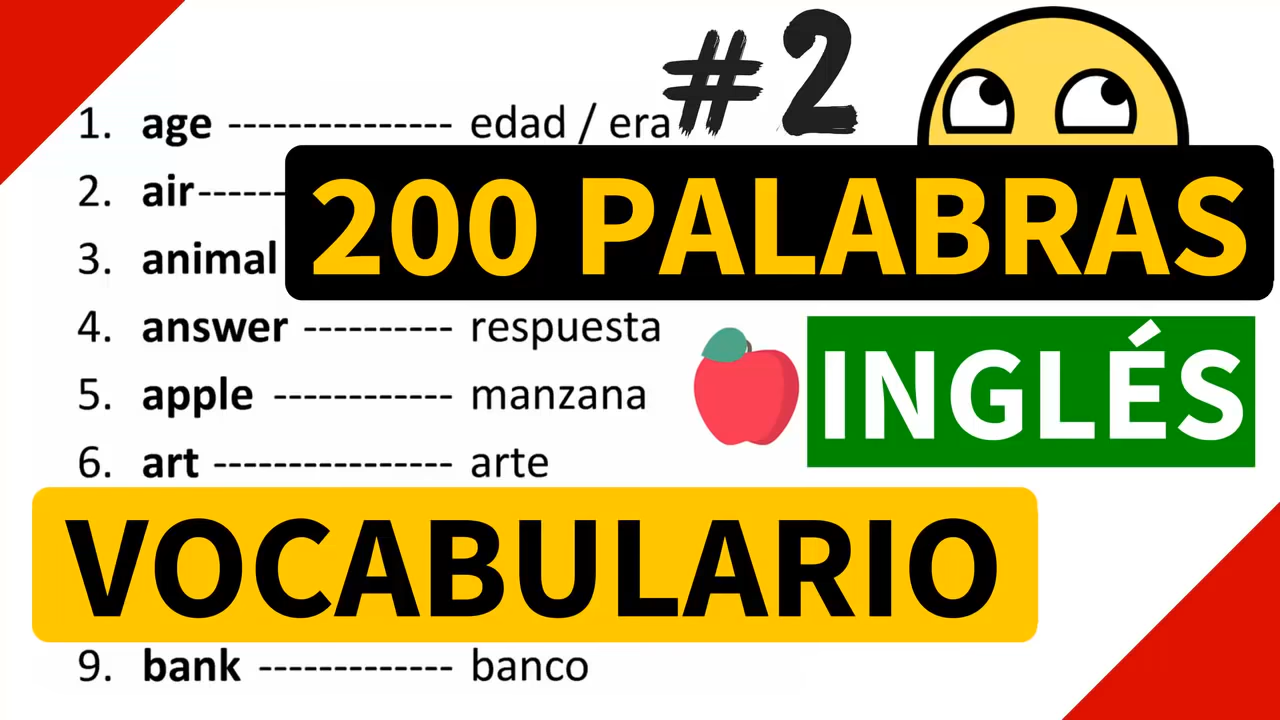 #2
1. age --------------- edad / era
2. air------
200 PALABRAS
3. animal
4. answer ---------- respuesta
INGLÉS
5. apple ------------ manzana
6. art ---------------- arte
VOCABULARIO
9. bank ------------- banco